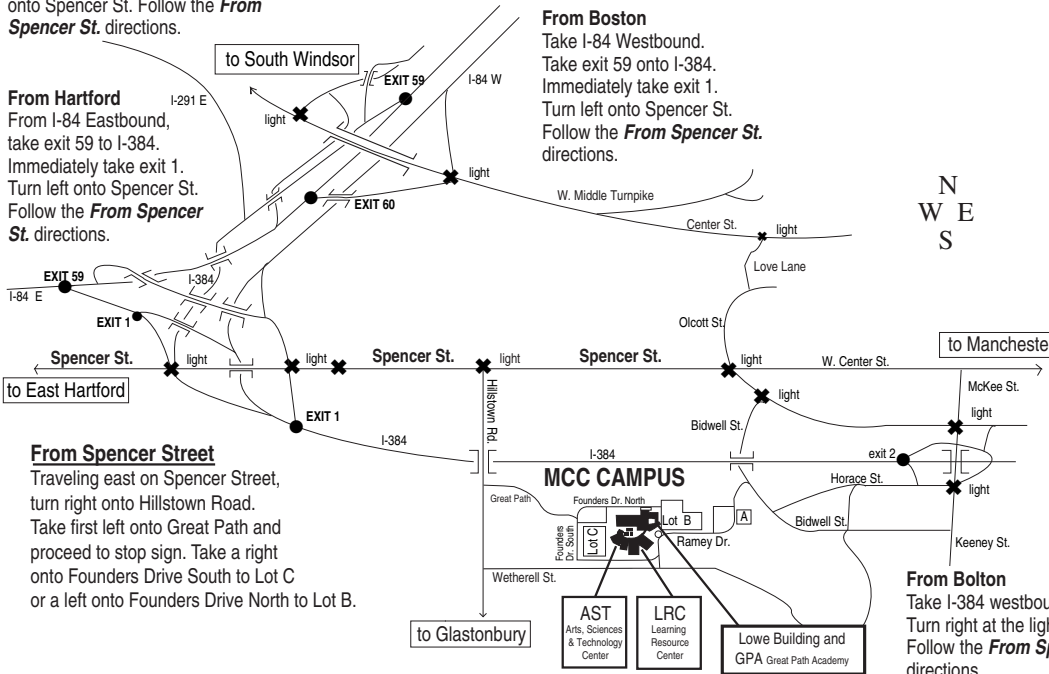 onto Spencer St. Follow the From
Spencer St. directions.
From Hartford
From I-84 Eastbound,
take exit 59 to I-384.
Immediately take exit 1.
Turn left onto Spencer St.
Follow the From Spencer
St. directions.
From Boston
Take I-84 Westbound.
Take exit 59 onto I-384.
Immediately take exit 1.
Turn left onto Spencer St.
Follow the From Spencer St.
directions.
to South Windsor
I-291 E
EXIT 59
I-84 W
light
light
EXIT 60
W. Middle Turnpike
Center St.
light
Love Lane
N
W E
S
EXIT 59
I-84 E
I-384
EXIT 1
Olcott St.
Spencer St.
light
light
Spencer St.
light
Spencer St.
light
W. Center St.
to Mancheste
to East Hartford
McKee St.
light
light
Hillstown Rd.
EXIT 1
Bidwell St.
I-384
I-384
exit 2
Horace St.
light
MCC CAMPUS
Great Path
Founders Dr. North
Founders
Dr. South
Lot C
Lot B
A
Ramey Dr.
Bidwell St.
Keeney St.
Wetherell St.
From Spencer Street
Traveling east on Spencer Street,
turn right onto Hillstown Road.
Take first left onto Great Path and
proceed to stop sign. Take a right
onto Founders Drive South to Lot C
or a left onto Founders Drive North to Lot B.
to Glastonbury
AST
Arts, Sciences
& Technology
Center
LRC
Learning
Resource
Center
Lowe Building and
GPA Great Path Academy
From Bolton
Take I-384 westbou
Turn right at the ligh
Follow the From Sp
directions